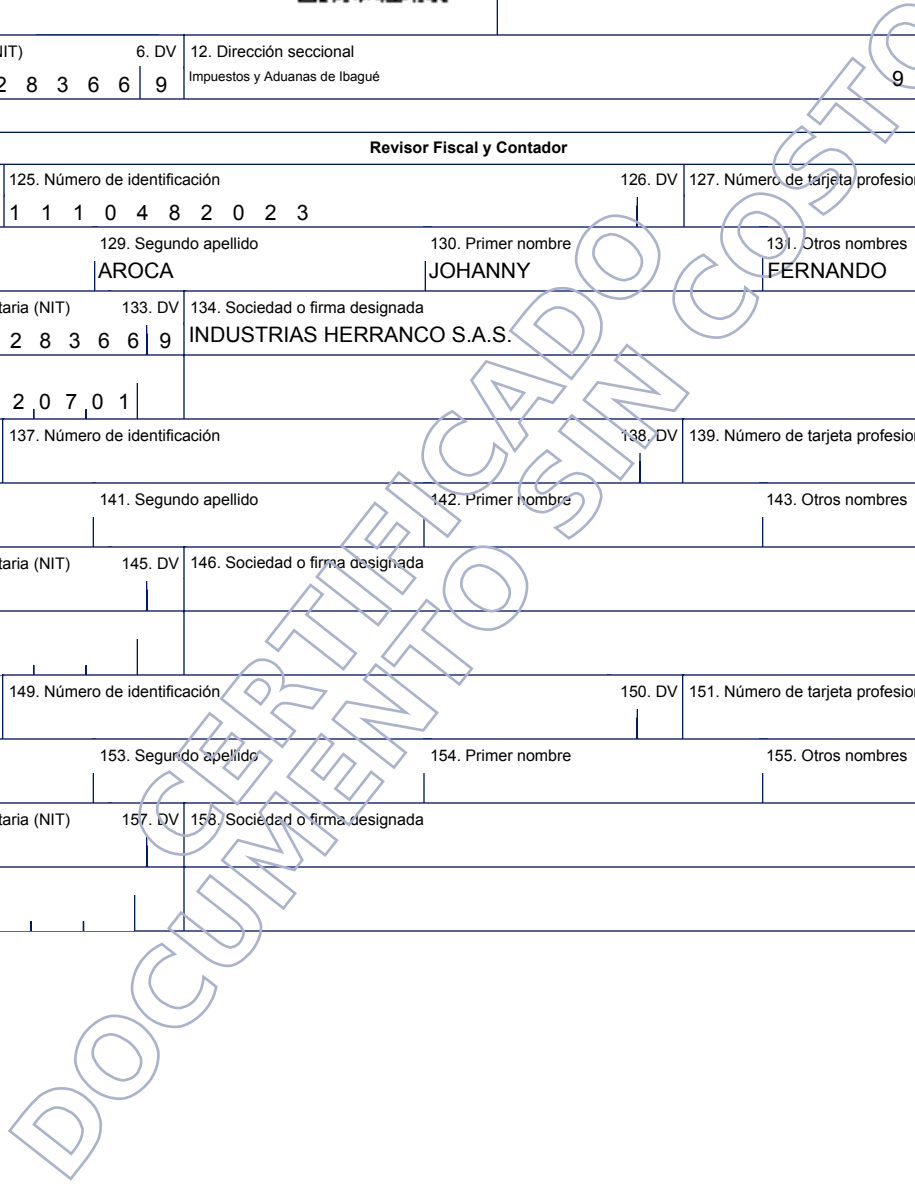 IIT) 6. DV 12. Dirección seccional
2 8 3 6 6 9 Impuestos y Aduanas de Ibagué 9
Revisor Fiscal y Contador
125. Número de identificación 126. DV 127. Número de tarjeta profesion
1 1 1 0 4 8 2 0 2 3
129. Segundo apellido 130. Primer nombre 131. Otros nombres
AROCA JOHANNY FERNANDO
taria (NIT) 133. DV 134. Sociedad o firma designada
2 8 3 6 6 9 INDUSTRIAS HERRANCO S.A.S.
2 0 7 0 1
137. Número de identificación 138. DV 139. Número de tarjeta profesion
141. Segundo apellido 142. Primer nombre 143. Otros nombres
taria (NIT) 145. DV 146. Sociedad o firma designada
149. Número de identificación 150. DV 151. Número de tarjeta profesion
153. Segundo apellido 154. Primer nombre 155. Otros nombres
taria (NIT) 157. DV 158. Sociedad o firma designada
CERTIFICADO
DOCUMENTO SIN COSTO